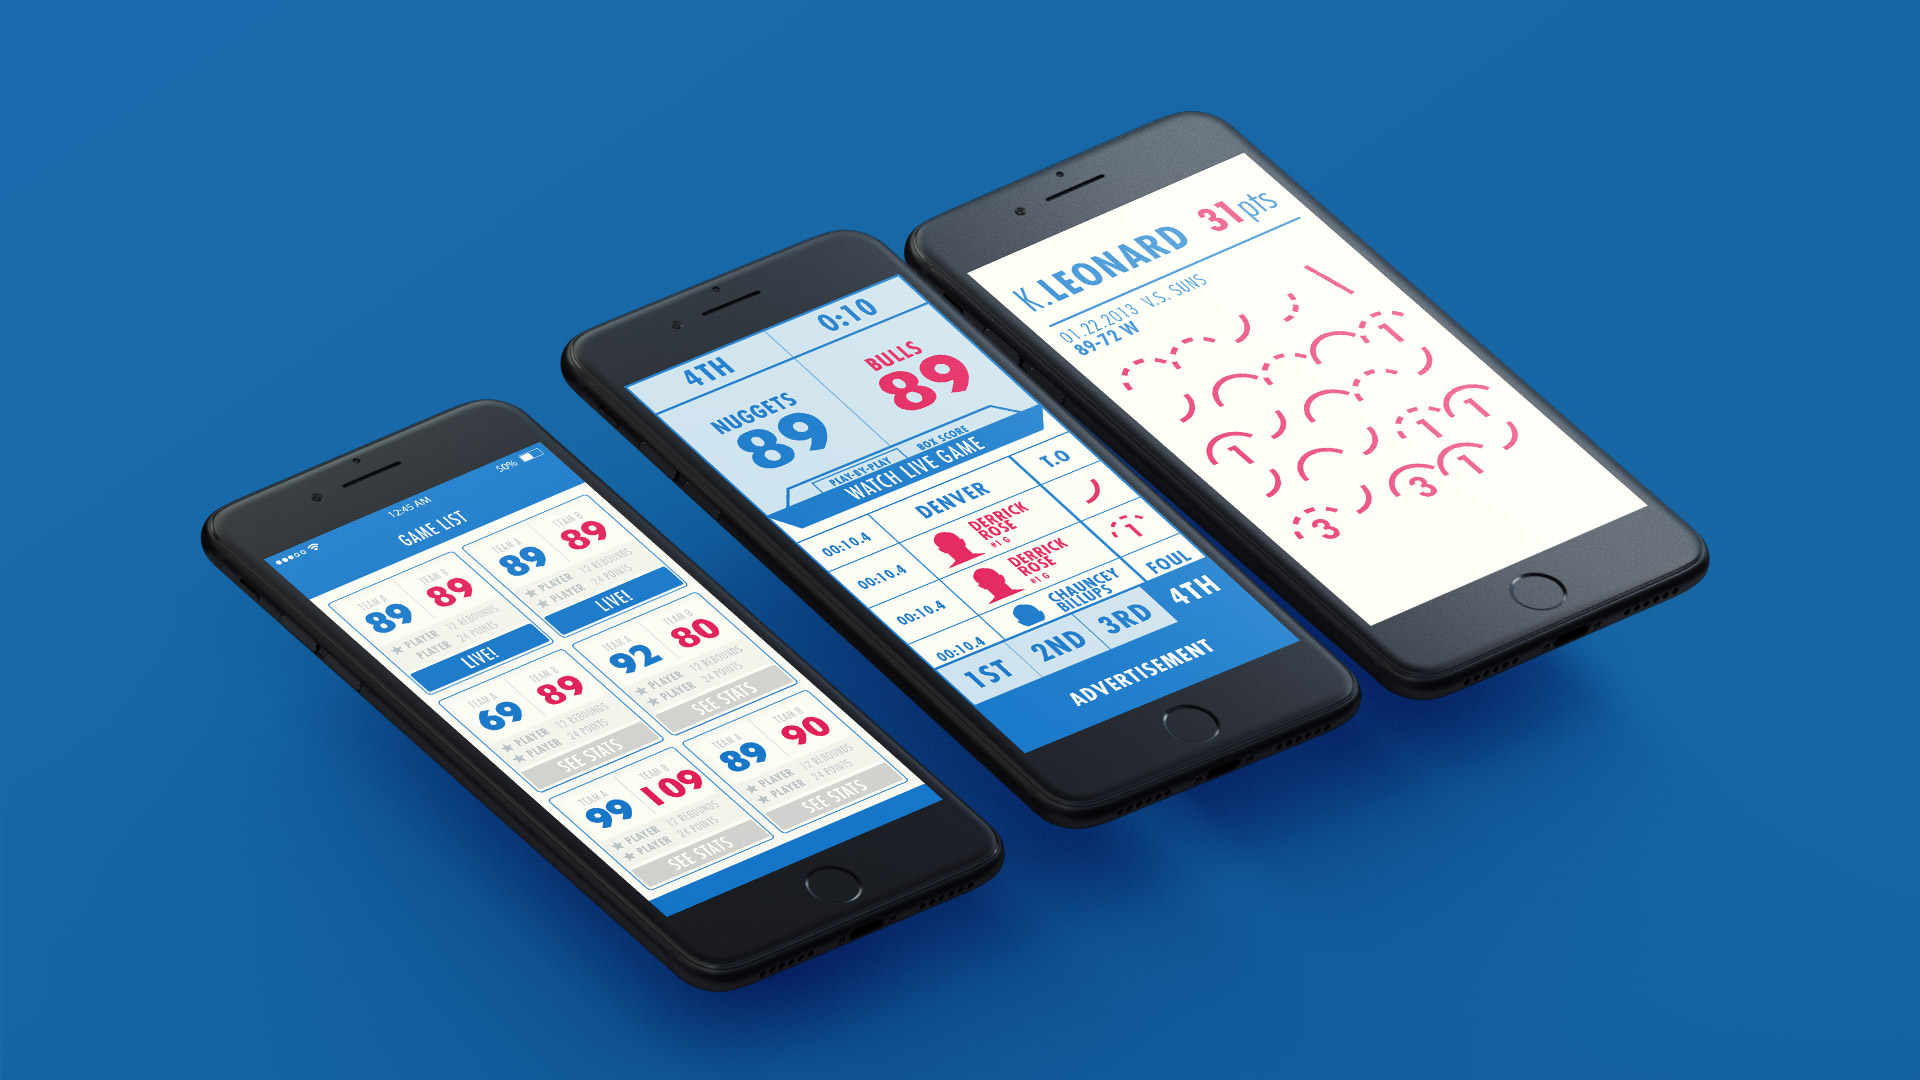 50%
12:45 AM
GAME LIST
TEAM A TEAM B
89 89
★ PLAYER 12 REBOUNDS
PLAYER 24 POINTS
LIVE!
TEAM A TEAM B
89 89
★ PLAYER 12 REBOUNDS
★ PLAYER 24 POINTS
LIVE!
TEAM A TEAM B
69 89
★ PLAYER 12 REBOUNDS
★ PLAYER 24 POINTS
SEE STATS
TEAM A TEAM B
92 80
★ PLAYER 12 REBOUNDS
★ PLAYER 24 POINTS
SEE STATS
TEAM A TEAM B
99 109
★ PLAYER 12 REBOUNDS
★ PLAYER 24 POINTS
SEE STATS
TEAM A TEAM B
89 90
★ PLAYER 12 REBOUNDS
★ PLAYER 24 POINTS
SEE STATS
4TH 0:10
NUGGETS BULLS
89 89
PLAY-BY-PLAY BOX SCORE
WATCH LIVE GAME
DENVER T.O
00:10.4 DERRICK
ROSE
#1 G
00:10.4 DERRICK
ROSE
#1 G
1
00:10.4 CHAUNCEY
BILLUPS
FOUL
00:10.4
1ST 2ND 3RD 4TH
ADVERTISEMENT
K.LEONARD 31pts
01.22.2013 V.S. SUNS
89-72 W
1
1
1
1
1
3
3